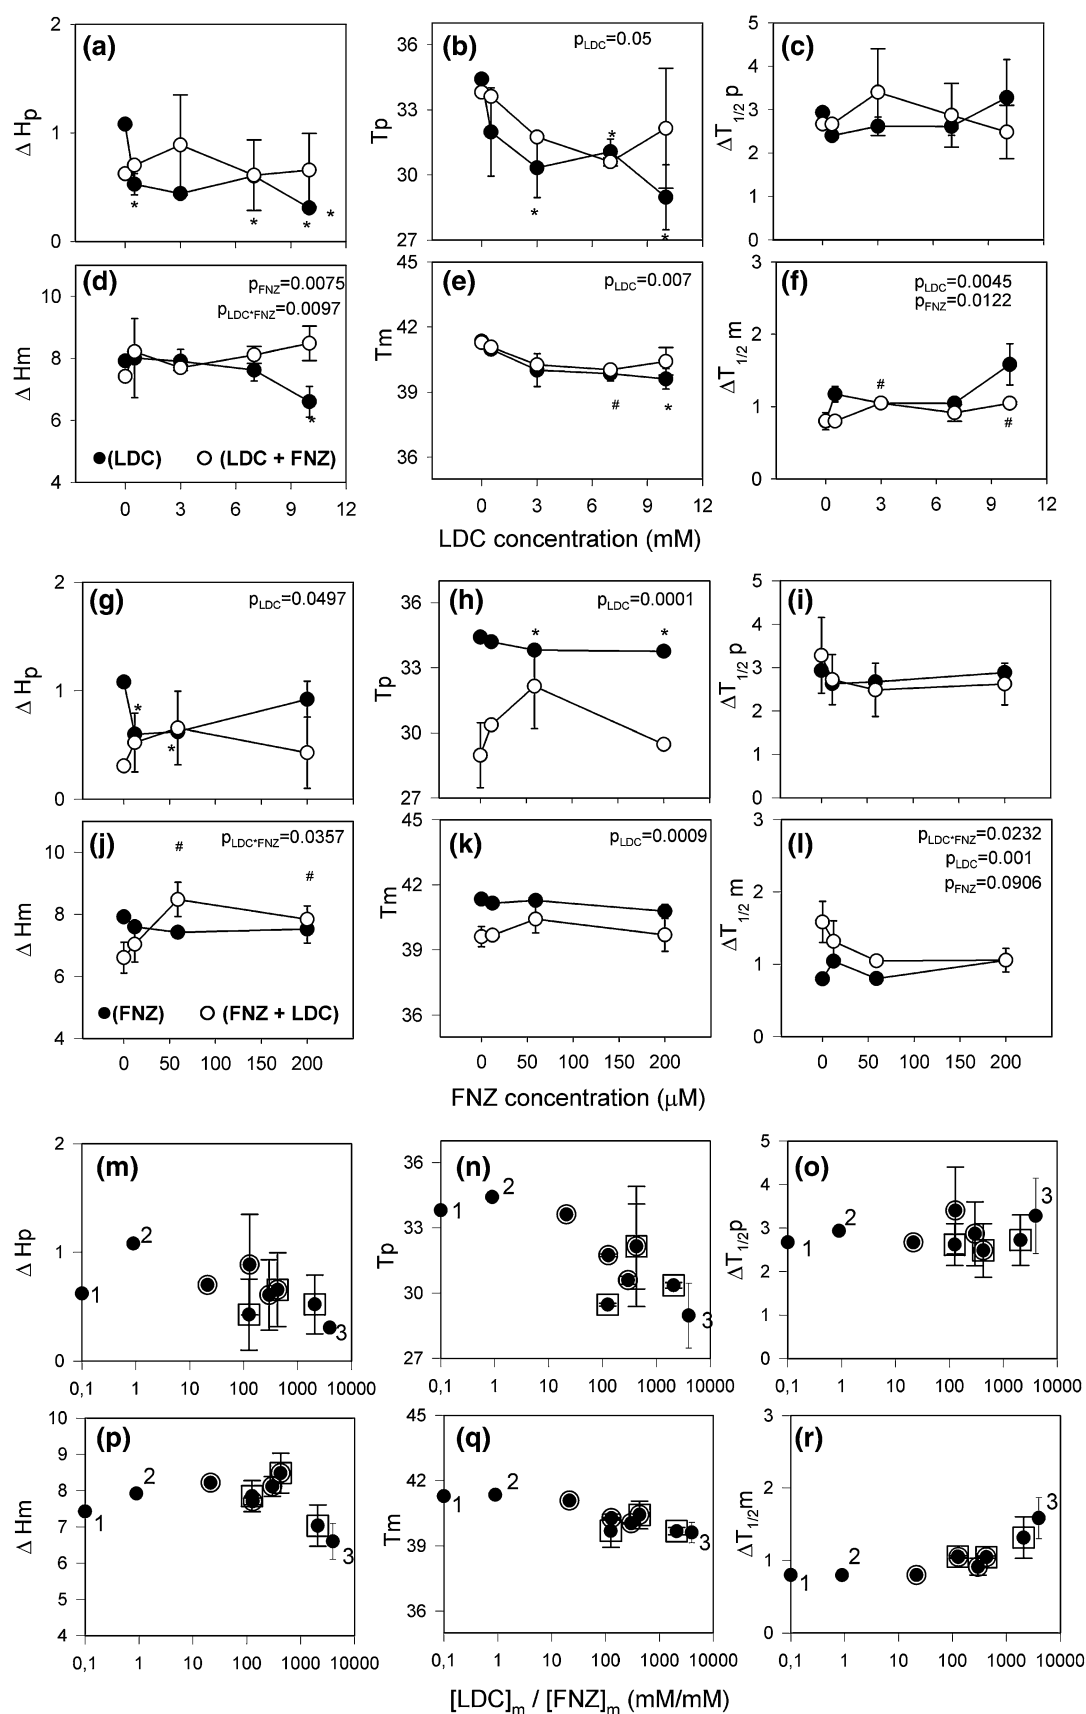 (a)
2
1
0
Δ Hp
*
*
*
*
(b)
pLDC=0.05
36
33
30
27
Tp
*
*
*
(c)
5
4
3
2
1
0
ΔT1/2 p
(d)
pFNZ=0.0075
pLDC*FNZ=0.0097
10
8
6
4
Δ Hm
*
(LDC) (LDC + FNZ)
0 3 6 9 12
(e)
pLDC=0.007
45
42
39
36
Tm
# *
0 3 6 9 12
(f)
pLDC=0.0045
pFNZ=0.0122
3
2
1
0
ΔT1/2 m
#
#
0 3 6 9 12
LDC concentration (mM)
(g)
pLDC=0.0497
2
1
0
Δ Hp
*
*
(h)
pLDC=0.0001
36
33
30
27
Tp
* *
(i)
5
4
3
2
1
0
ΔT1/2 p
(j)
pLDC*FNZ=0.0357
10
8
6
4
Δ Hm
#
#
(FNZ) (FNZ + LDC)
0 50 100 150 200
(k)
pLDC=0.0009
45
42
39
36
Tm
0 50 100 150 200
(l)
pLDC*FNZ=0.0232
pLDC=0.001
pFNZ=0.0906
3
2
1
0
ΔT1/2 m
0 50 100 150 200
FNZ concentration (μM)
(m)
2
1
0
Δ Hp
1
2
3
0,1 1 10 100 1000 10000
(n)
36
33
30
27
Tp
1
2
3
0,1 1 10 100 1000 10000
(o)
5
4
3
2
1
0
ΔT1/2p
1
2
3
0,1 1 10 100 1000 10000
(p)
10
9
8
7
6
5
4
Δ Hm
1
2
3
0,1 1 10 100 1000 10000
(q)
45
42
39
36
Tm
1
2
3
0,1 1 10 100 1000 10000
(r)
3
2
1
0
ΔT1/2m
1
2
3
0,1 1 10 100 1000 10000
[LDC]m / [FNZ]m (mM/mM)